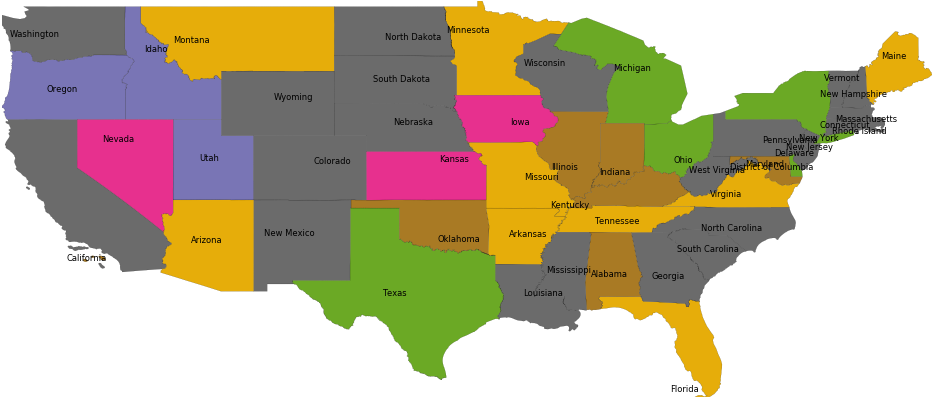 Washington
Idaho
Montana
North Dakota
Minnesota
Maine
Oregon
Wyoming
South Dakota
Wisconsin
Michigan
Vermont
New Hampshire
Nebraska
Iowa
Massachusetts
Connecticut
Rhode Island
Nevada
Utah
Colorado
Kansas
Missouri
Illinois
Indiana
Ohio
Pennsylvania
New York
New Jersey
Delaware
Maryland
District of Columbia
West Virginia
Virginia
Kentucky
California
Arizona
New Mexico
Oklahoma
Arkansas
Tennessee
North Carolina
South Carolina
Texas
Louisiana
Mississippi
Alabama
Georgia
Florida